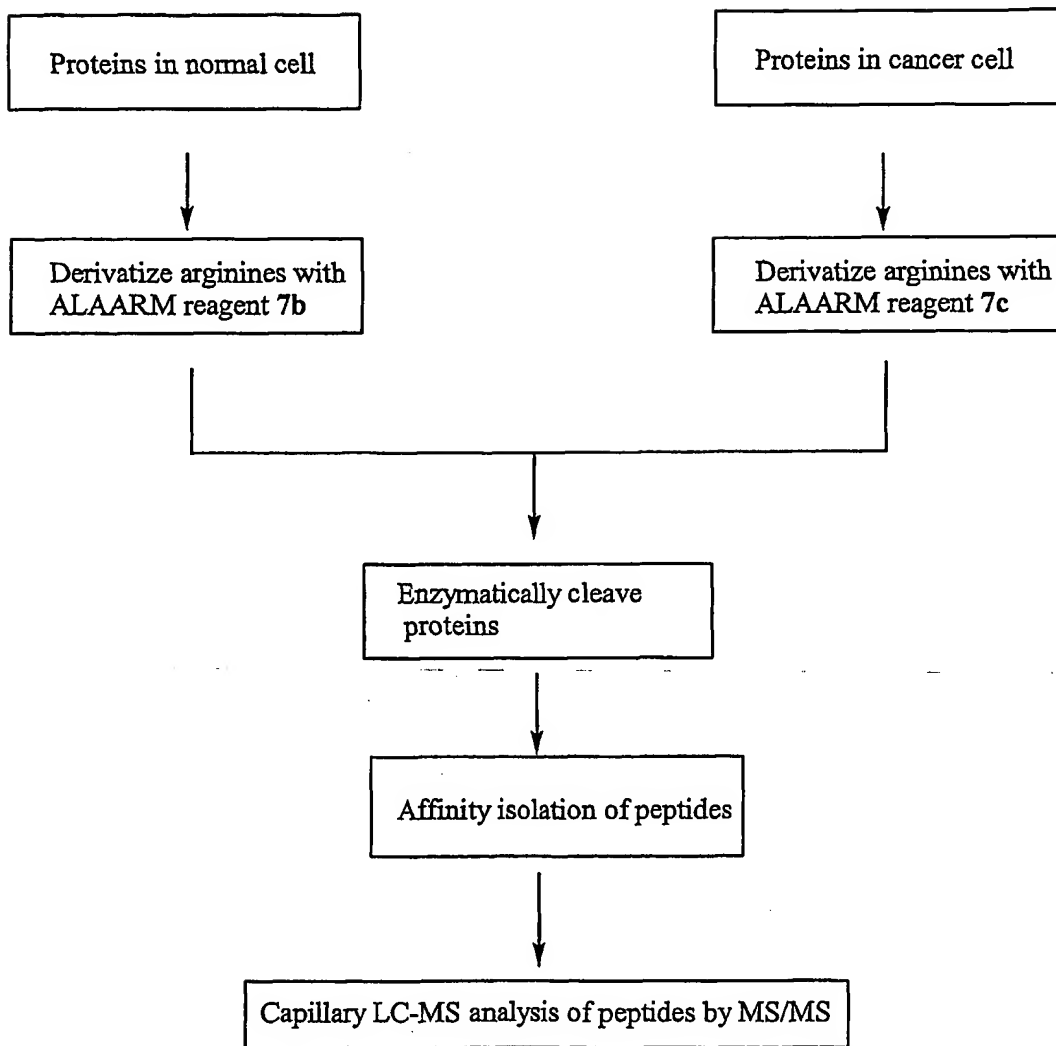 Proteins in normal cell
Proteins in cancer cell
Derivatize arginines with
ALAARM reagent 7b
Derivatize arginines with
ALAARM reagent 7c
Enzymatically cleave
proteins
Affinity isolation of peptides
Capillary LC-MS analysis of peptides by MS/MS